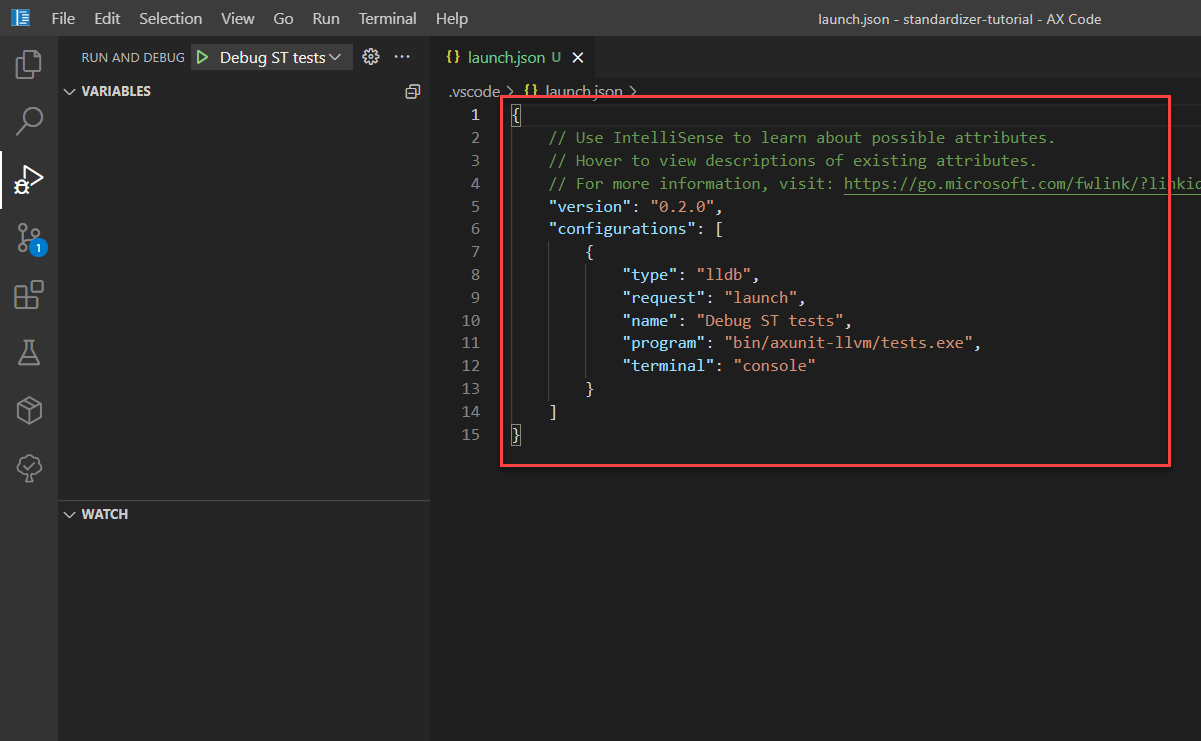 File Edit Selection View Go Run Terminal Help
launch.json - standardizer-tutorial - AX Code
RUN AND DEBUG Debug ST tests
VARIABLES
1
WATCH
{} launch.json U
.vscode > {} launch.json >
1 {
2 // Use IntelliSense to learn about possible attributes.
3 // Hover to view descriptions of existing attributes.
4 // For more information, visit: https://go.microsoft.com/fwlink/?linkid
5 "version": "0.2.0",
6 "configurations": [
7 {
8 "type": "lldb",
9 "request": "launch",
10 "name": "Debug ST tests",
11 "program": "bin/axunit-llvm/tests.exe",
12 "terminal": "console"
13 }
14 ]
15 }